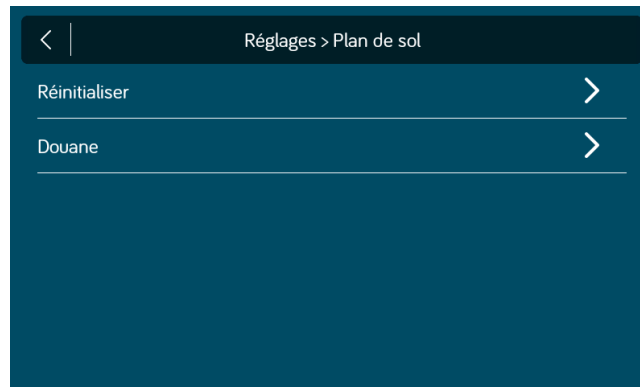 Réglages > Plan de sol
Réinitialiser
Douane